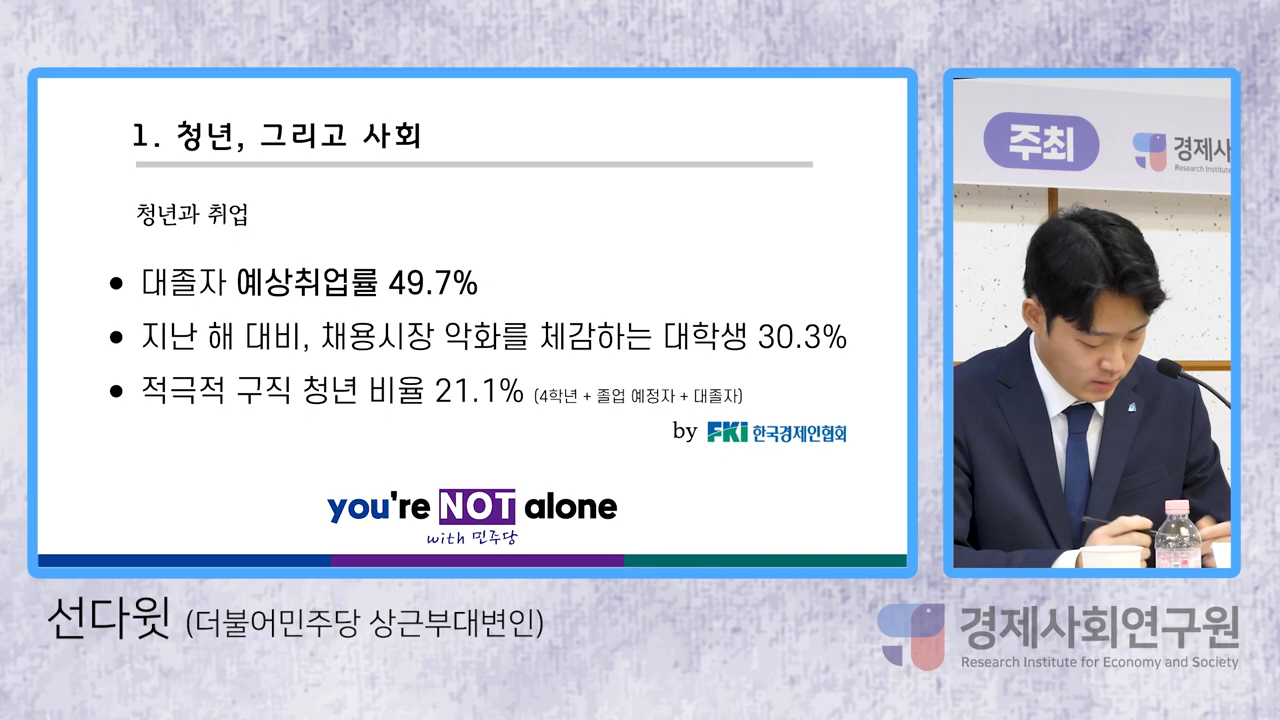 1. 청년, 그리고 사회
청년과 취업
● 대졸자 예상취업률 49.7%
● 지난 해 대비, 채용시장 악화를 체감하는 대학생 30.3%
● 적극적 구직 청년 비율 21.1% (4학년 + 졸업 예정자 + 대졸자)
by FKI 한국경제인협회
you're NOT alone
with 민주당
주최
경제사
Research Institute
선다윗 (더불어민주당 상근부대변인)
경제사회연구원
Research Institute for Economy and Society